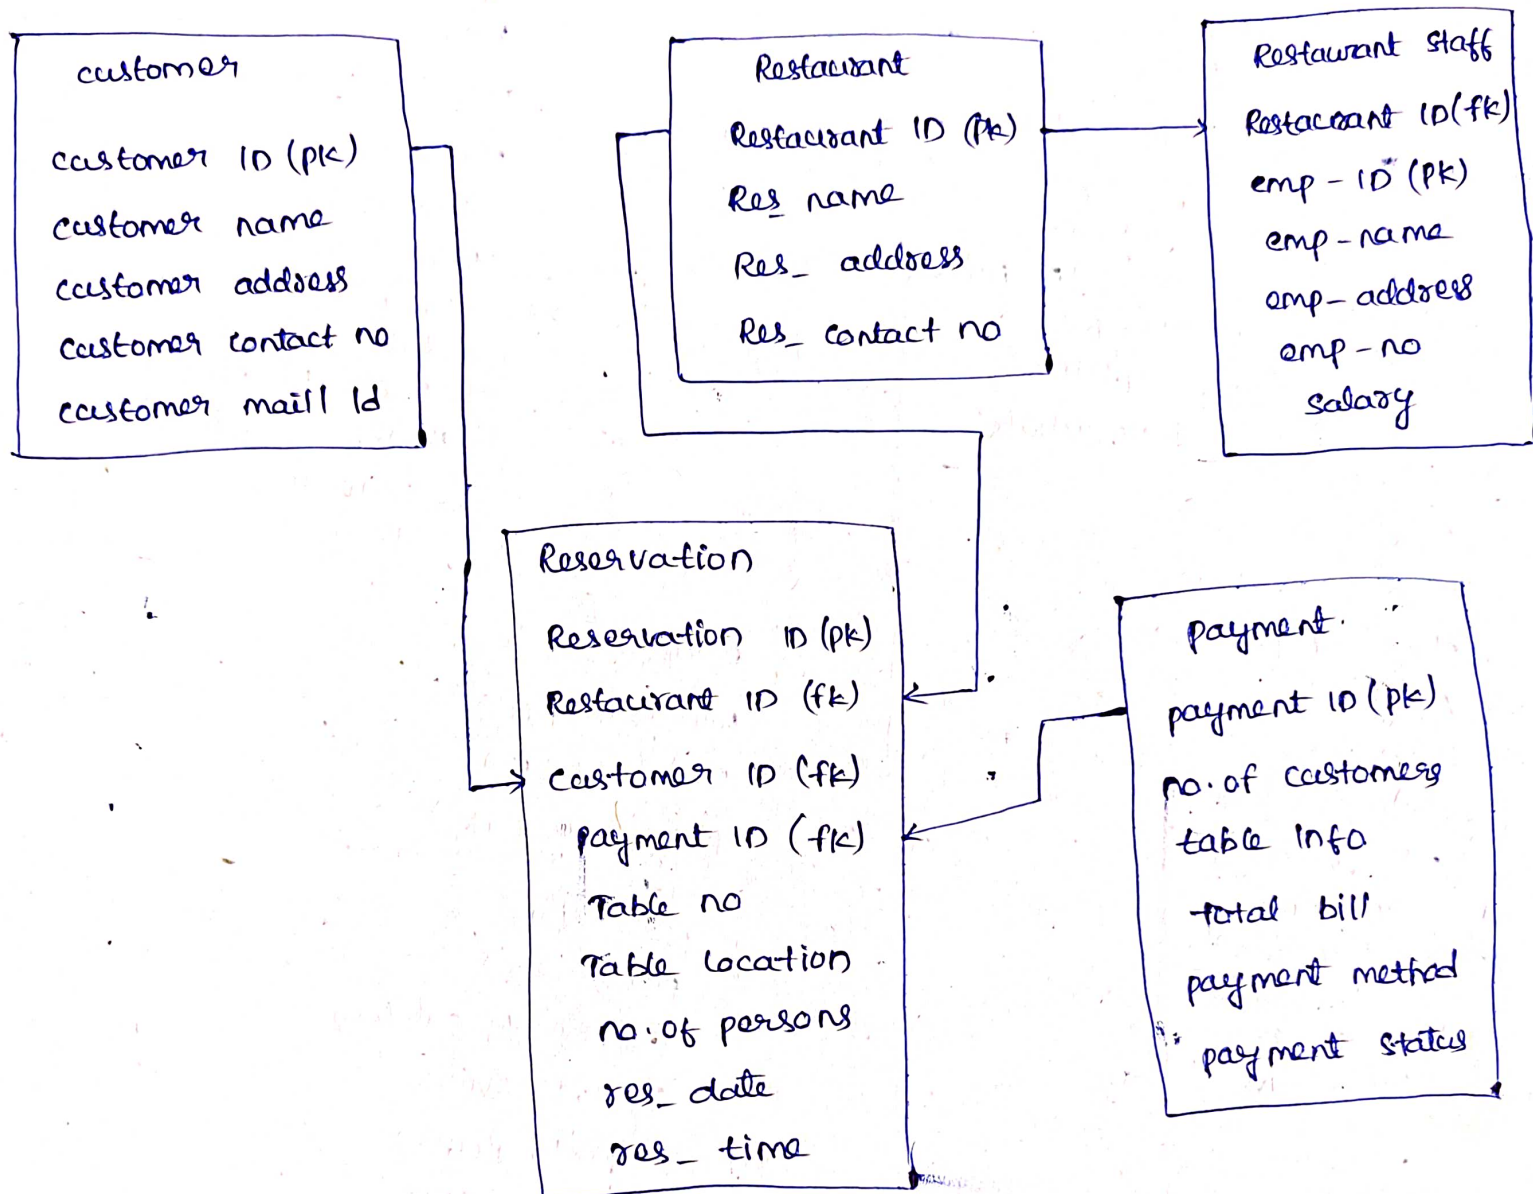 customer
customer ID (pk)
customer name
customer address
customer contact no
customer maill Id
Restaurant
Restaurant ID (pk)
Res_name
Res_ address
Res_ contact no
Restaurant staff
Restaurant ID (fk)
emp - ID (pk)
emp - name
emp - address
emp - no
salary
Reservation
Reservation ID (pk)
Restaurant ID (fk)
customer ID (fk)
payment ID (fk)
Table no
Table location
no. of persons
res_ date
res_ time
payment.
payment ID (pk)
no. of customers
table info
total bill
payment method
payment status